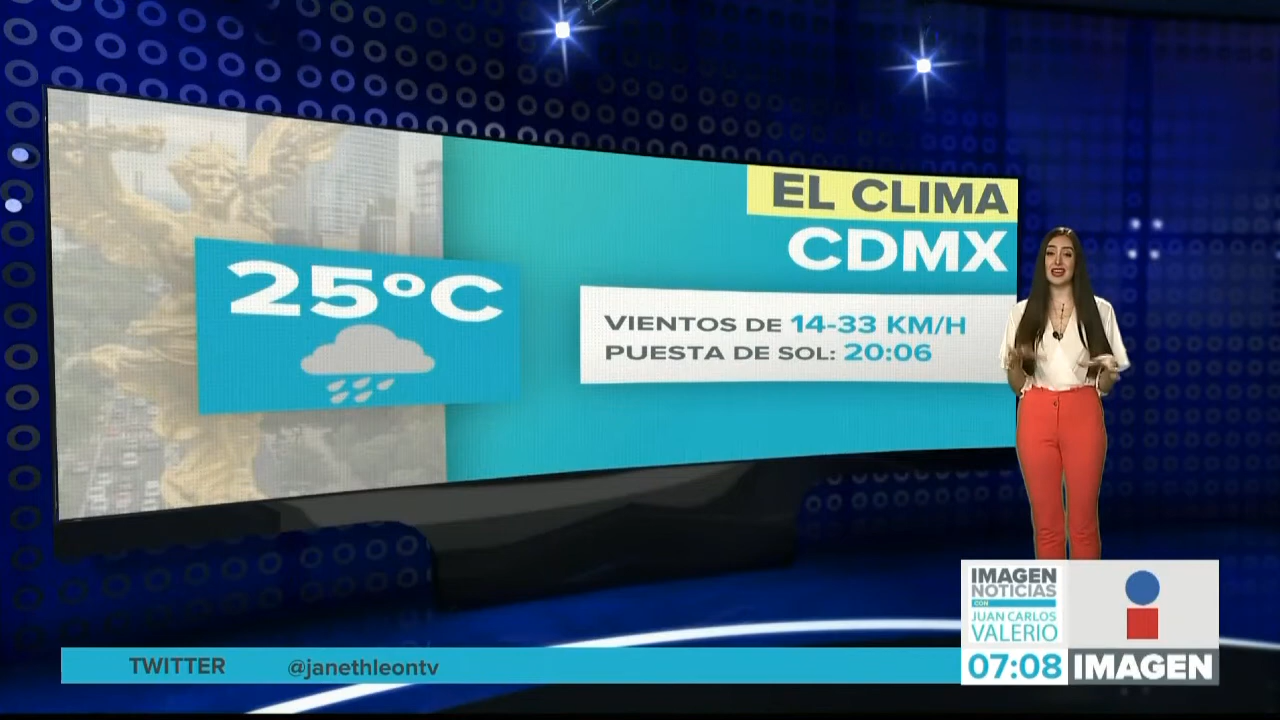 EL CLIMA
CDMX
25°C
VIENTOS DE 14-33 KM/H
PUESTA DE SOL: 20:06
IMAGEN
NOTICIAS
CON
JUAN CARLOS
VALERIO
TWITTER @janethleontv
07:08 IMAGEN